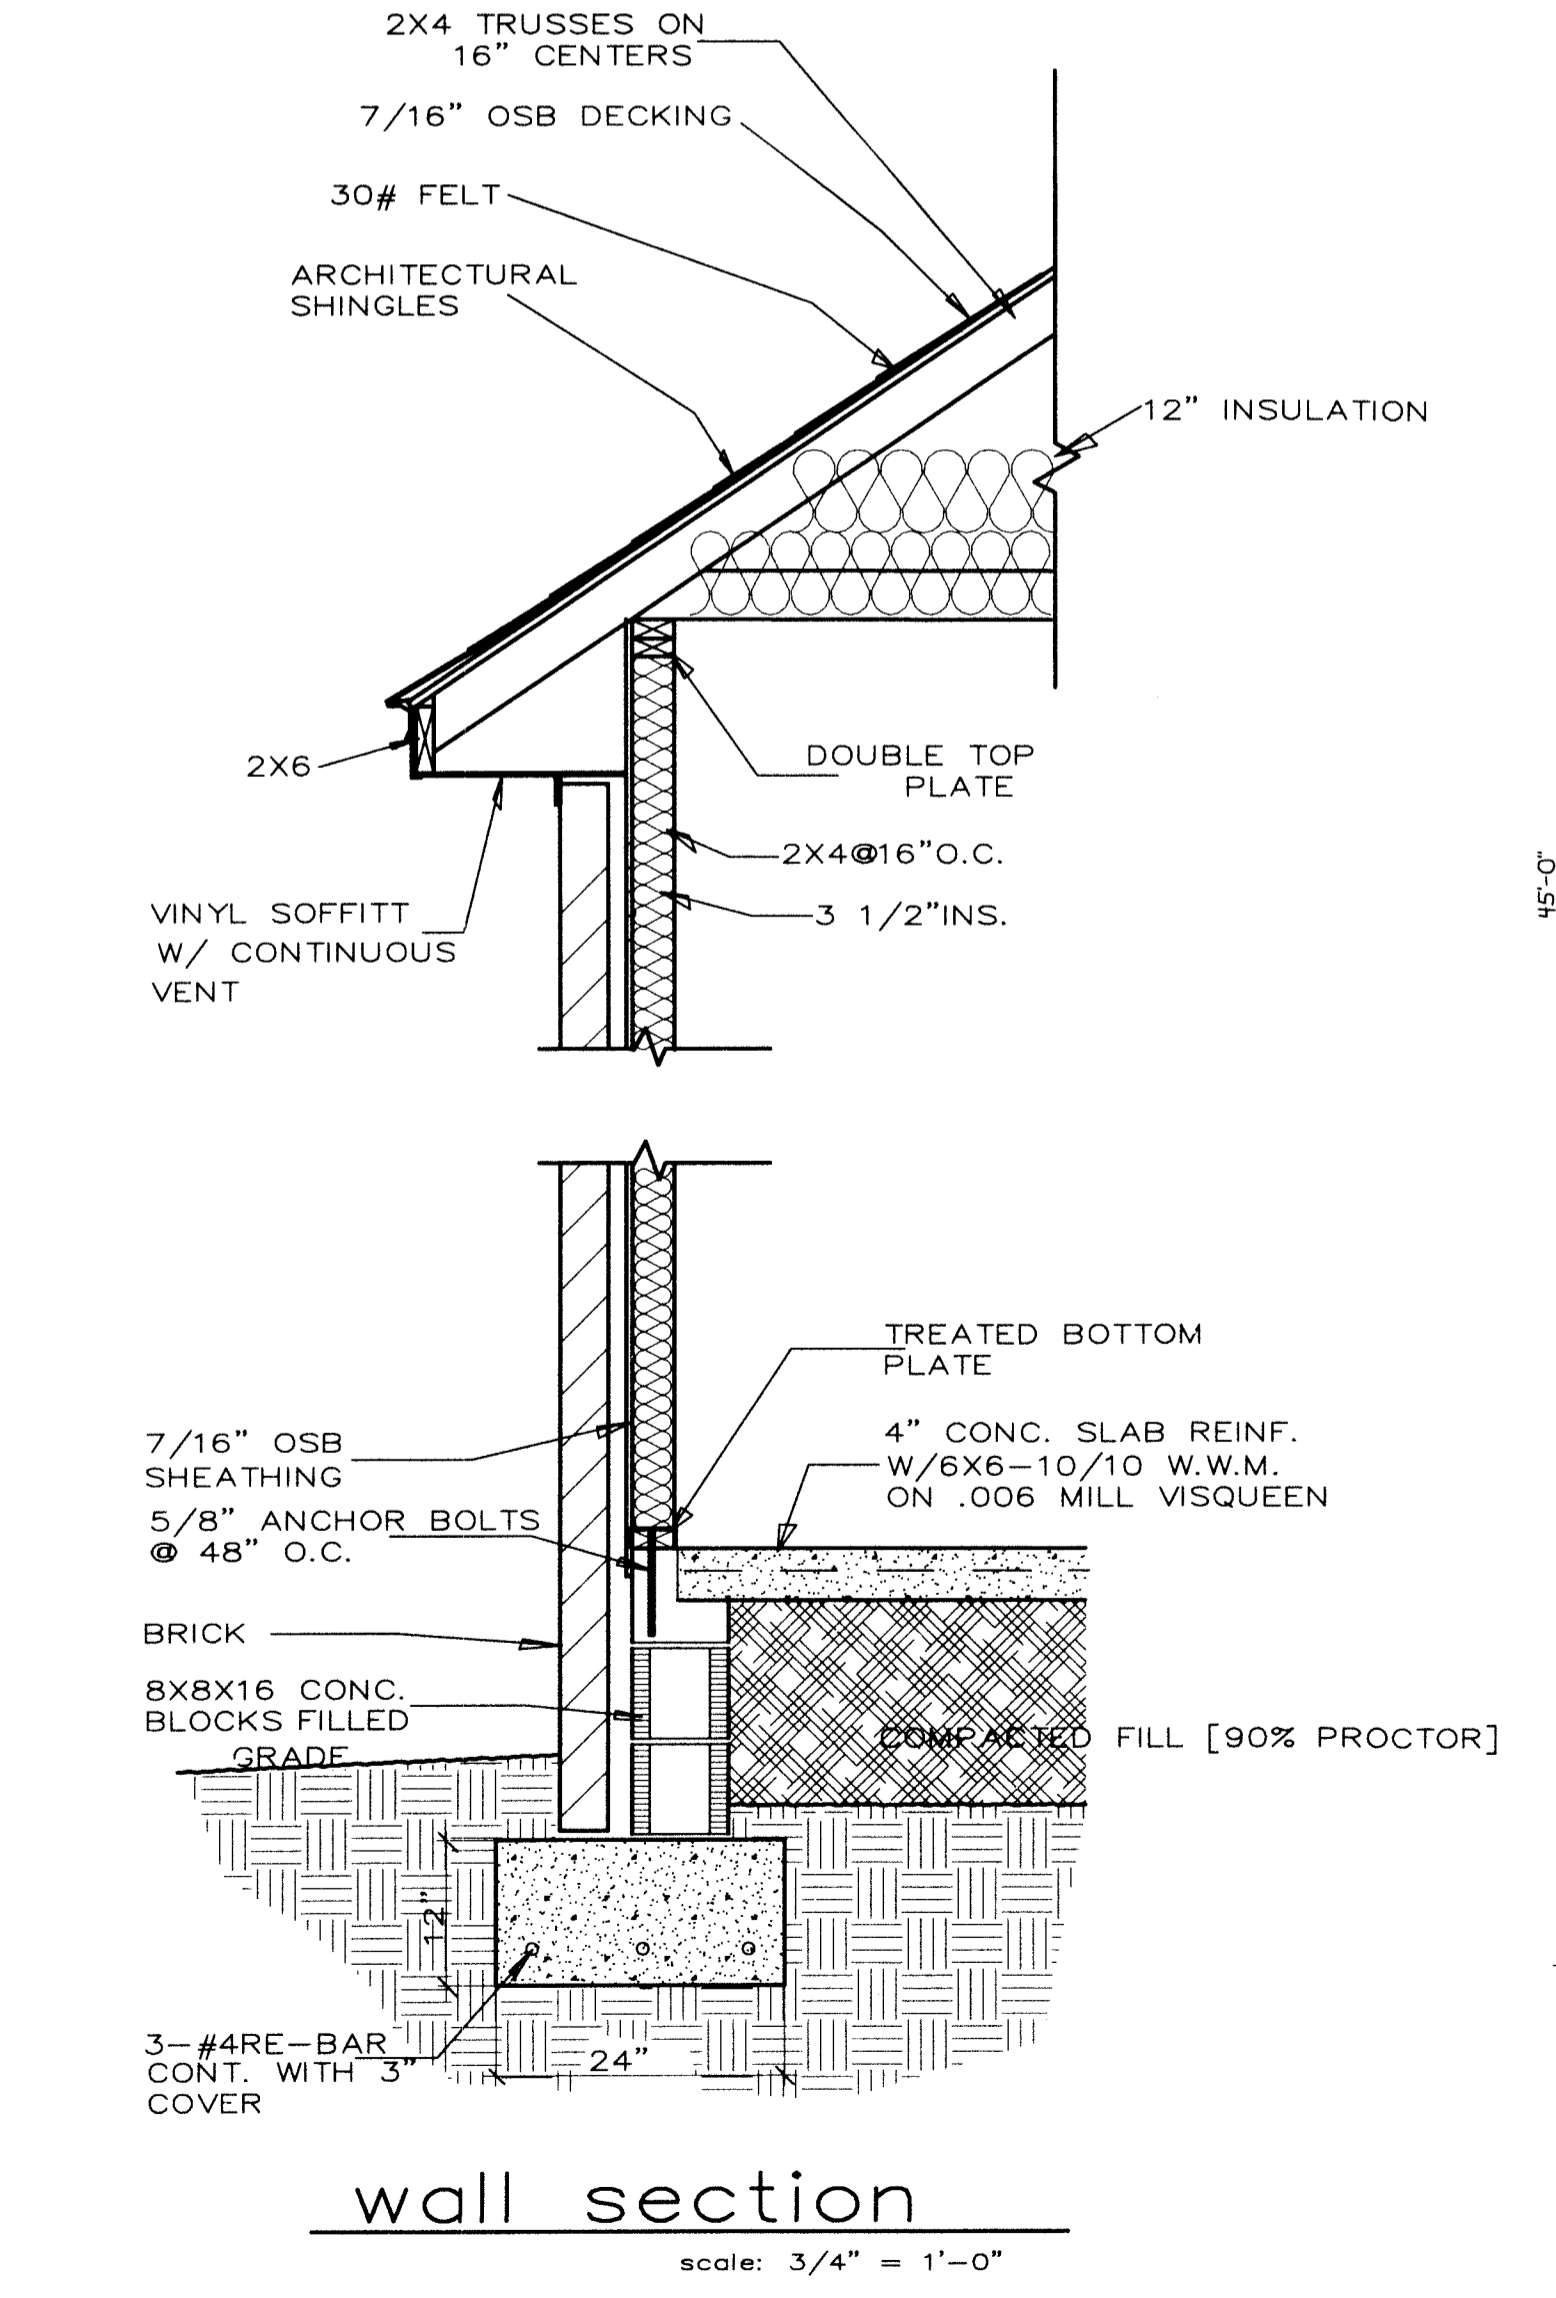 2X4 TRUSSES ON
16" CENTERS
7/16" OSB DECKING
30# FELT
ARCHITECTURAL
SHINGLES
12" INSULATION
2X6
DOUBLE TOP
PLATE
2X4@16"O.C.
3 1/2"INS.
45'-0"
VINYL SOFFITT
W/ CONTINUOUS
VENT
TREATED BOTTOM
PLATE
4" CONC. SLAB REINF.
W/6X6-10/10 W.W.M.
ON .006 MILL VISQUEEN
7/16" OSB
SHEATHING
5/8" ANCHOR BOLTS
@ 48" O.C.
BRICK
8X8X16 CONC.
BLOCKS FILLED
GRADE
COMPACTED FILL [90% PROCTOR]
12"
3-#4RE-BAR
CONT. WITH 3"
COVER
24"
wall section
scale: 3/4" = 1'-0"